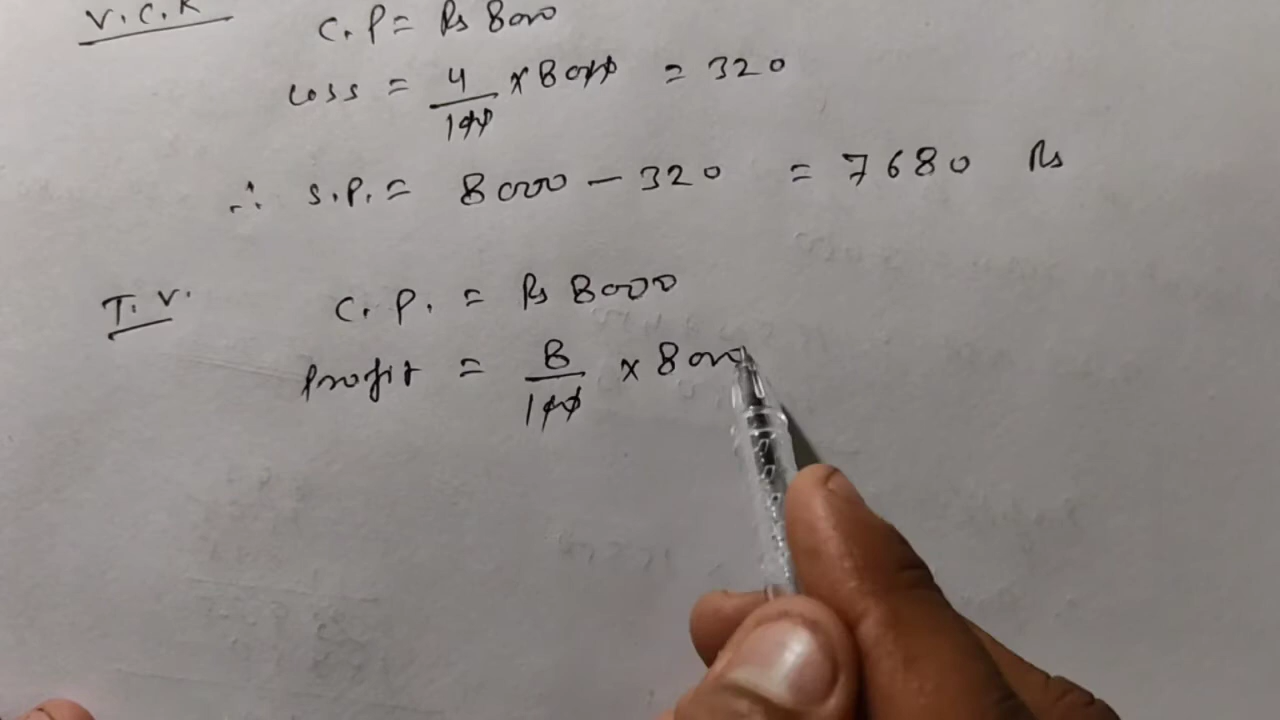 V.C.R
C.P = Rs 8000
Loss = 4/100 × 8000 = 320
∴ S.P. = 8000 – 320 = 7680 Rs
T.V.
C.P. = Rs 8000
Profit = 8/100 × 8000